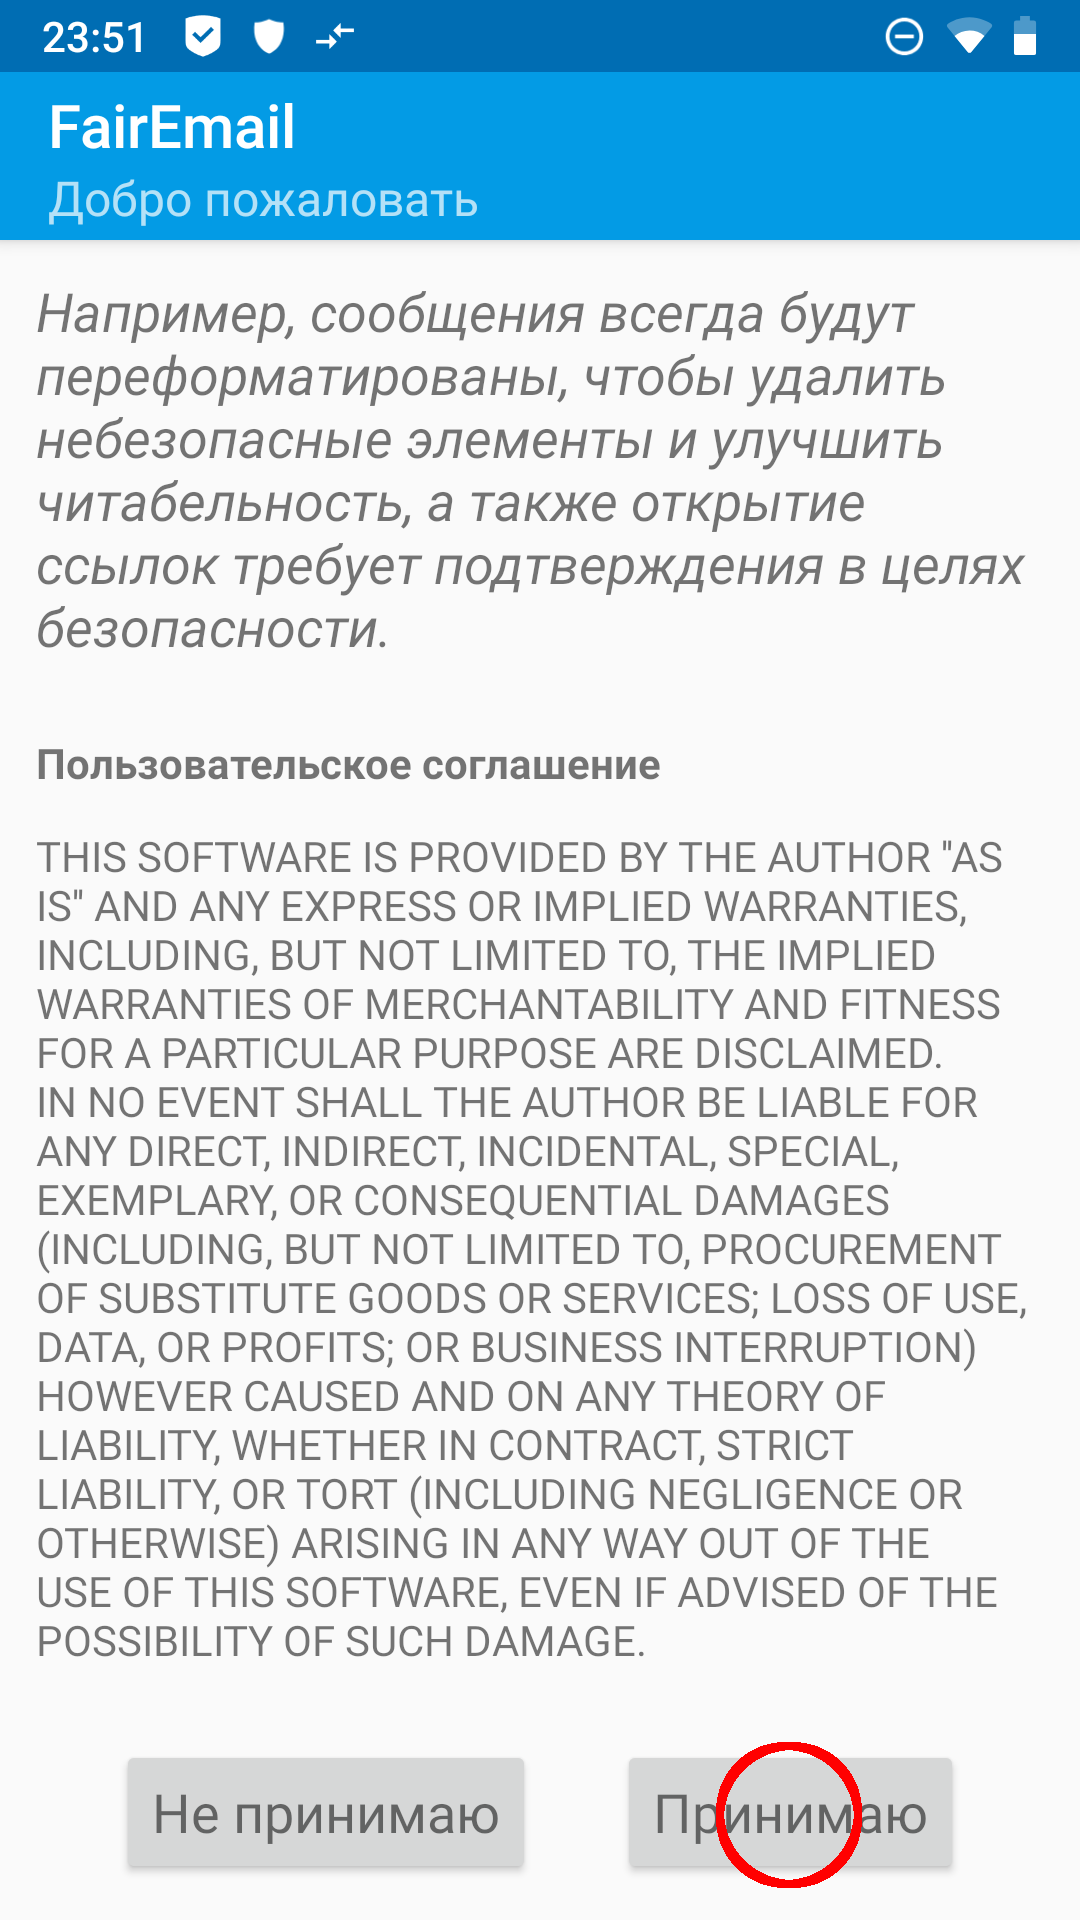 23:51
FairEmail
Добро пожаловать
Например, сообщения всегда будут
переформатированы, чтобы удалить
небезопасные элементы и улучшить
читабельность, а также открытие
ссылок требует подтверждения в целях
безопасности.
Пользовательское соглашение
THIS SOFTWARE IS PROVIDED BY THE AUTHOR "AS
IS" AND ANY EXPRESS OR IMPLIED WARRANTIES,
INCLUDING, BUT NOT LIMITED TO, THE IMPLIED
WARRANTIES OF MERCHANTABILITY AND FITNESS
FOR A PARTICULAR PURPOSE ARE DISCLAIMED.
IN NO EVENT SHALL THE AUTHOR BE LIABLE FOR
ANY DIRECT, INDIRECT, INCIDENTAL, SPECIAL,
EXEMPLARY, OR CONSEQUENTIAL DAMAGES
(INCLUDING, BUT NOT LIMITED TO, PROCUREMENT
OF SUBSTITUTE GOODS OR SERVICES; LOSS OF USE,
DATA, OR PROFITS; OR BUSINESS INTERRUPTION)
HOWEVER CAUSED AND ON ANY THEORY OF
LIABILITY, WHETHER IN CONTRACT, STRICT
LIABILITY, OR TORT (INCLUDING NEGLIGENCE OR
OTHERWISE) ARISING IN ANY WAY OUT OF THE
USE OF THIS SOFTWARE, EVEN IF ADVISED OF THE
POSSIBILITY OF SUCH DAMAGE.
Не принимаю
Принимаю